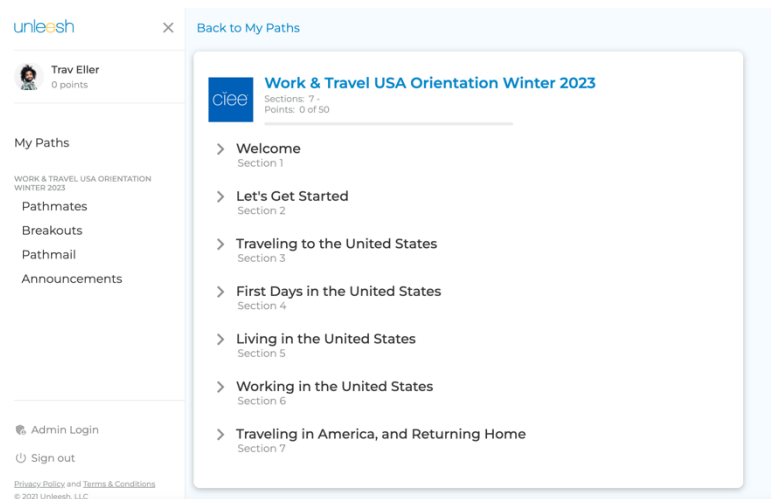 unleesh
Back to My Paths
Trav Eller
0 points
My Paths
WORK & TRAVEL USA ORIENTATION
WINTER 2023
Pathmates
Breakouts
Pathmail
Announcements
Admin Login
Sign out
Privacy Policy and Terms & Conditions
© 2021 Unleesh, LLC
ciee
Work & Travel USA Orientation Winter 2023
Sections: 7 -
Points: 0 of 50
Welcome
Section 1
Let's Get Started
Section 2
Traveling to the United States
Section 3
First Days in the United States
Section 4
Living in the United States
Section 5
Working in the United States
Section 6
Traveling in America, and Returning Home
Section 7